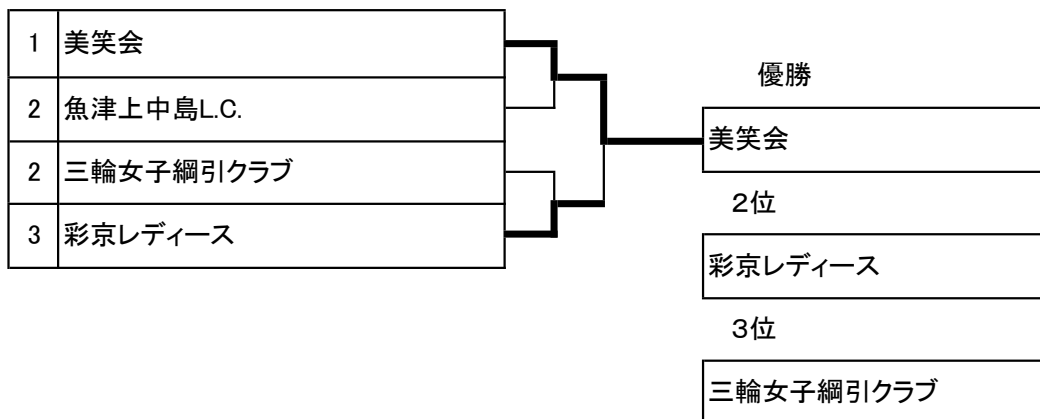 1 美笑会
2 魚津上中島L.C.
2 三輪女子綱引クラブ
3 彩京レディース
優勝
美笑会
２位
彩京レディース
３位
三輪女子綱引クラブ